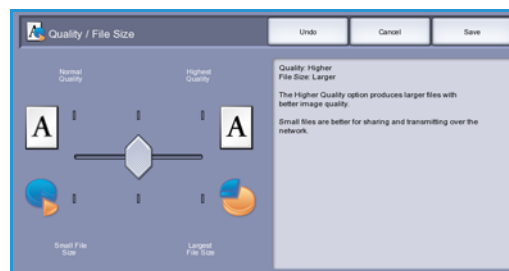 Quality / File Size
Undo
Cancel
Save
Normal
Quality
Highest
Quality
A
A
Small File
Size
Largest
File Size
Quality: Higher
File Size: Larger
The Higher Quality option produces larger files with
better image quality.
Small files are better for sharing and transmitting over the
network.